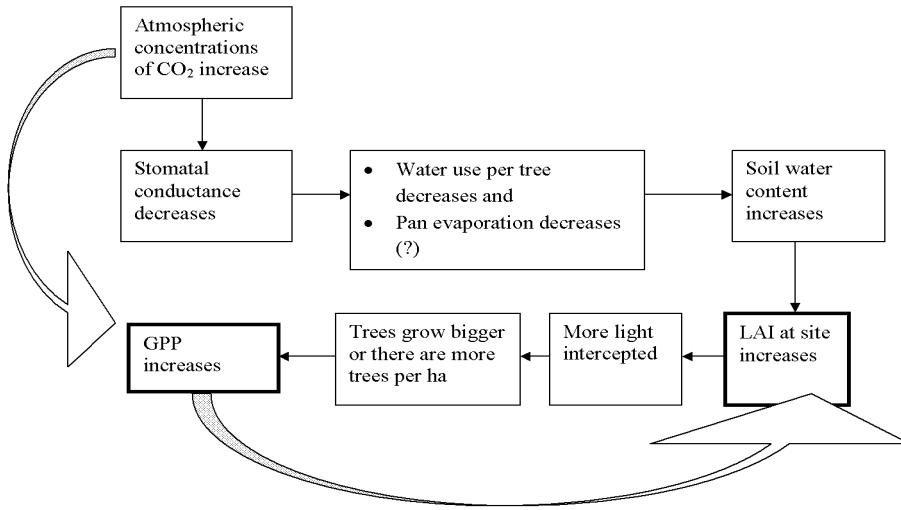 Atmospheric
concentrations
of CO₂ increase
Stomatal
conductance
decreases
• Water use per tree
decreases and
• Pan evaporation decreases
(?)
Soil water
content
increases
LAI at site
increases
More light
intercepted
Trees grow bigger
or there are more
trees per ha
GPP
increases